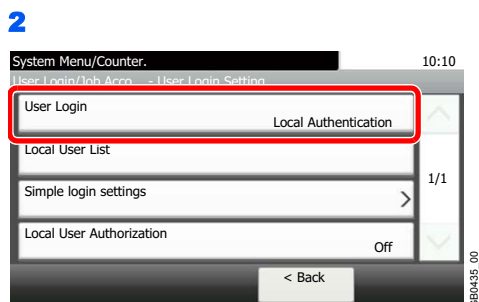 2
System Menu/Counter.
10:10
User Login/Job Acco... - User Login Setting
User Login
Local Authentication
Local User List
1/1
Simple login settings
Local User Authorization
Off
< Back
GB0435_00